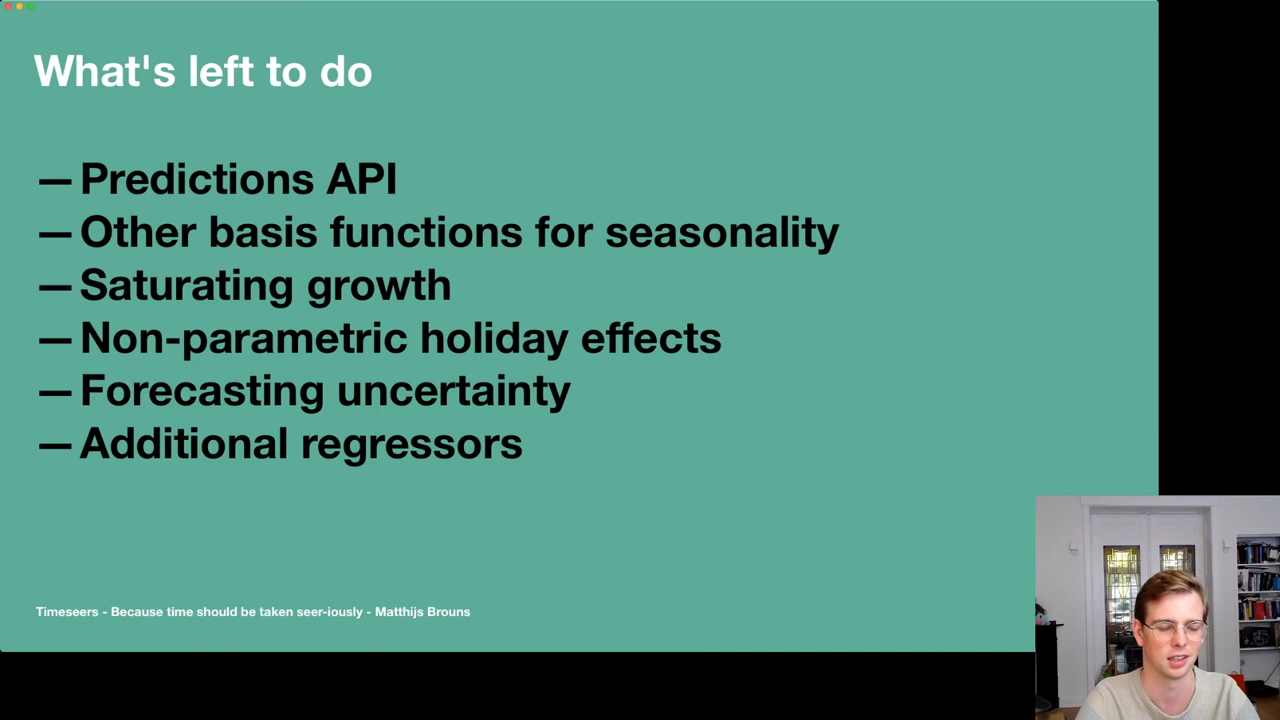 What's left to do
— Predictions API
— Other basis functions for seasonality
— Saturating growth
— Non-parametric holiday effects
— Forecasting uncertainty
— Additional regressors
Timeseers - Because time should be taken seer-iously - Matthijs Brouns